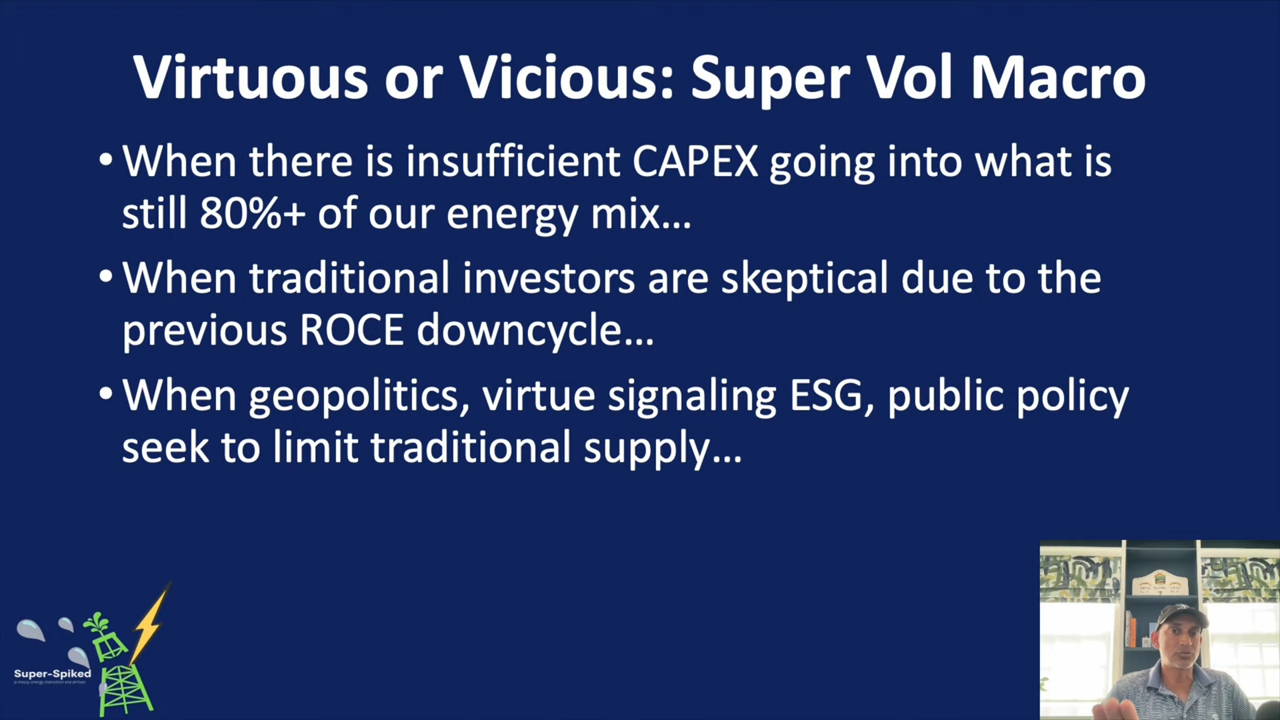 Virtuous or Vicious: Super Vol Macro
• When there is insufficient CAPEX going into what is
still 80%+ of our energy mix...
• When traditional investors are skeptical due to the
previous ROCE downcycle...
• When geopolitics, virtue signaling ESG, public policy
seek to limit traditional supply...
Super-Spiked